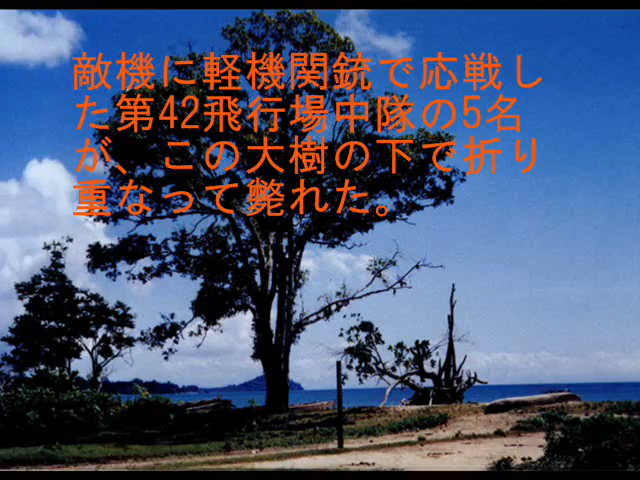 敵機に軽機関銃で応戦し
た第42飛行場中隊の5名
が、この大樹の下で折り
重なって斃れた。